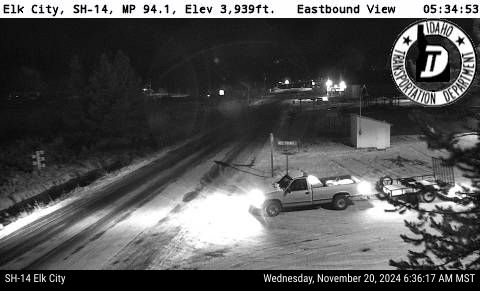 Elk City, SH-14, MP 94.1, Elev 3,939ft. Eastbound View 05:34:53
IDAHO
TRANSPORTATION DEPARTMENT
SH-14 Elk City Wednesday, November 20, 2024 6:36:17 AM MST